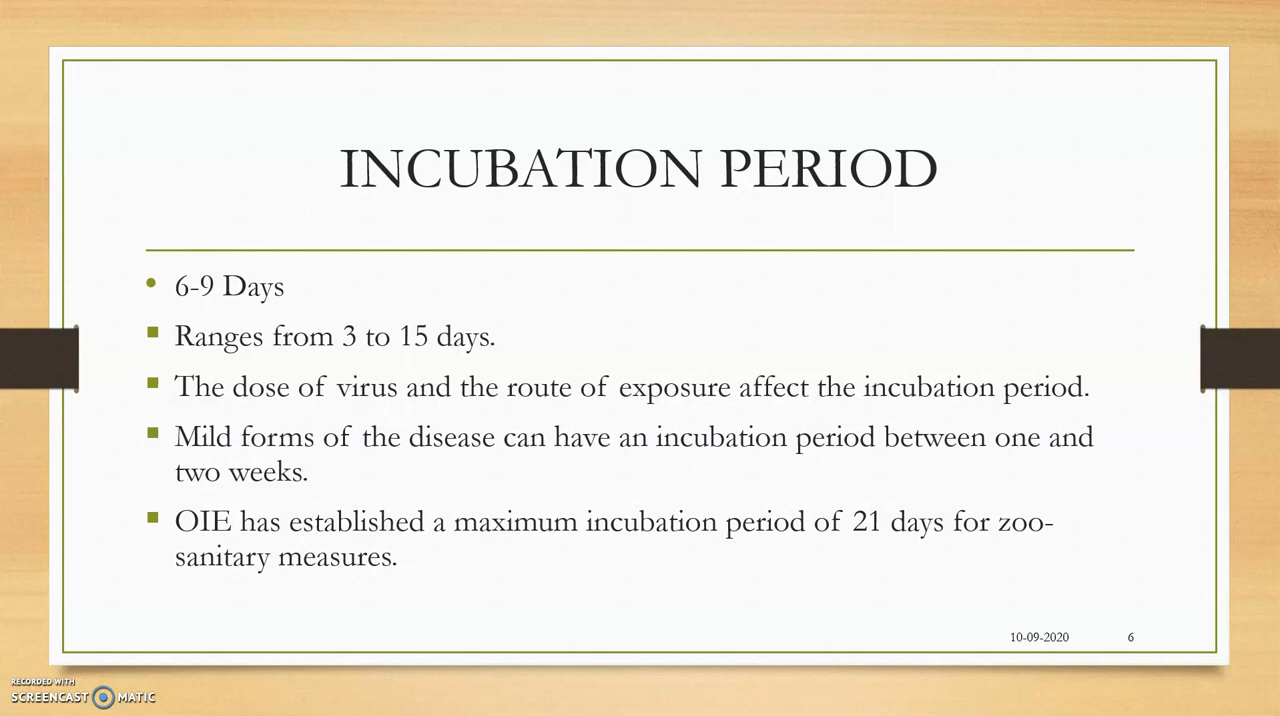 INCUBATION PERIOD
• 6-9 Days
▪ Ranges from 3 to 15 days.
▪ The dose of virus and the route of exposure affect the incubation period.
▪ Mild forms of the disease can have an incubation period between one and
two weeks.
▪ OIE has established a maximum incubation period of 21 days for zoo-
sanitary measures.
10-09-2020 6
RECORDED WITH
SCREENCAST MATIC